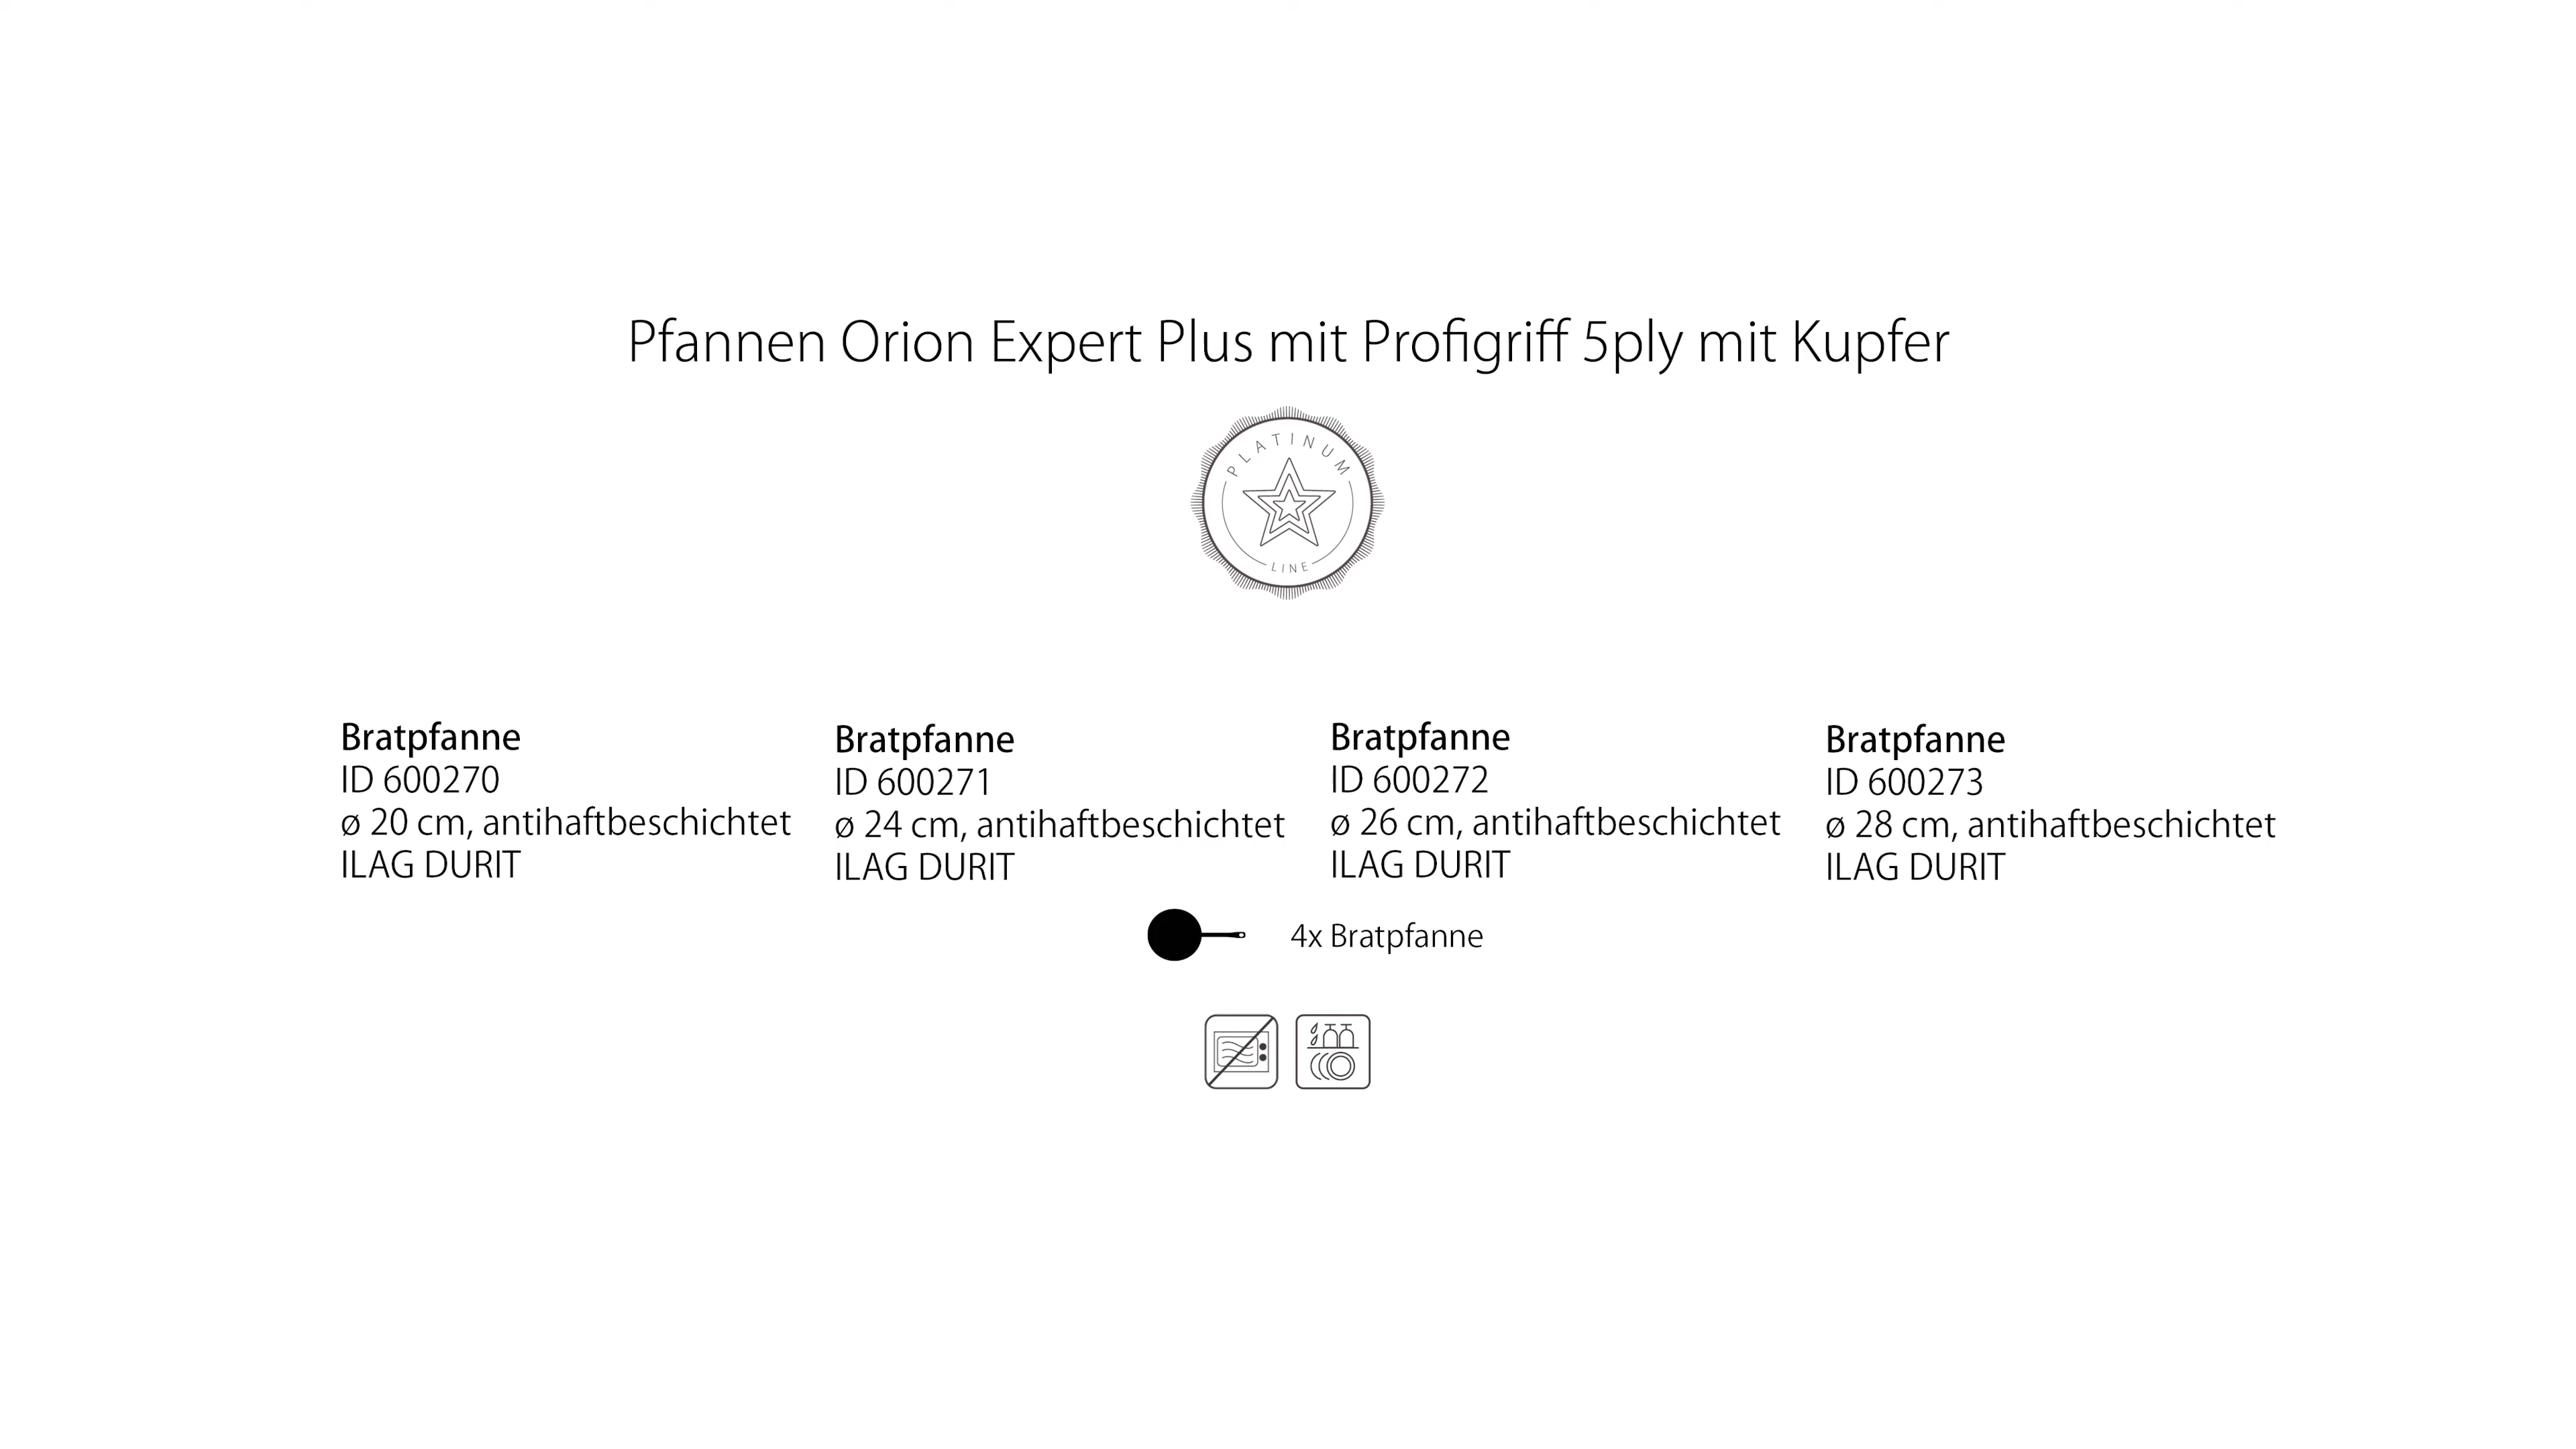 Pfannen Orion Expert Plus mit Profigriff 5ply mit Kupfer
PLATINUM
LINE
Bratpfanne
ID 600270
ø 20 cm, antihaftbeschichtet
ILAG DURIT
Bratpfanne
ID 600271
ø 24 cm, antihaftbeschichtet
ILAG DURIT
Bratpfanne
ID 600272
ø 26 cm, antihaftbeschichtet
ILAG DURIT
Bratpfanne
ID 600273
ø 28 cm, antihaftbeschichtet
ILAG DURIT
4x Bratpfanne